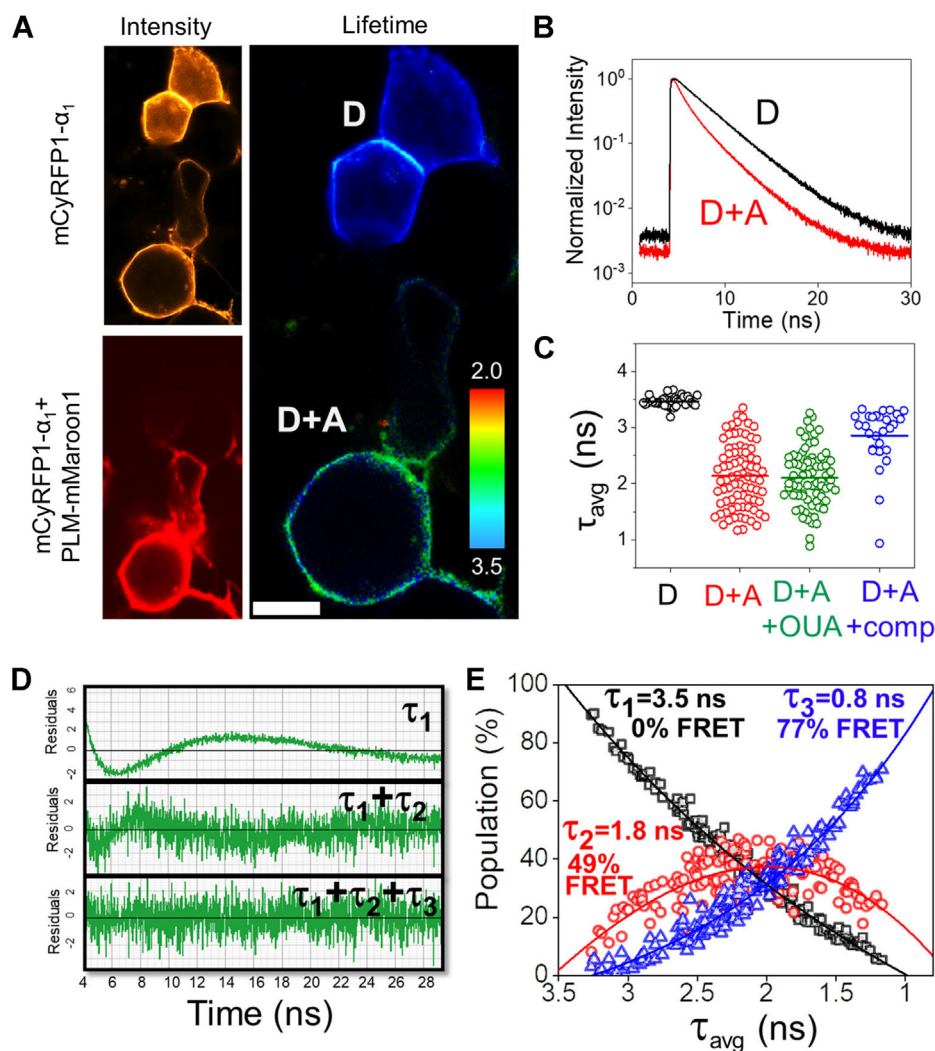 A
Intensity
Lifetime
mCyRFP1-α₁
mCyRFP1-α₁+
PLM-mMaroon1
D
D+A
2.0
3.5
B
Normalized Intensity
10⁰
10⁻¹
10⁻²
10⁻³
D
D+A
0
10
20
30
Time (ns)
C
τavg (ns)
4
3
2
1
D
D+A
D+A
+OUA
D+A
+comp
D
Residuals
6
4
2
0
-2
τ₁
Residuals
2
0
-2
τ₁+τ₂
Residuals
2
0
-2
τ₁+τ₂+τ₃
4 6 8 10 12 14 16 18 20 22 24 26 28
Time (ns)
E
Population (%)
100
80
60
40
20
0
τ₁=3.5 ns
0% FRET
τ₃=0.8 ns
77% FRET
τ₂=1.8 ns
49%
FRET
3.5 3 2.5 2 1.5 1
τavg (ns)